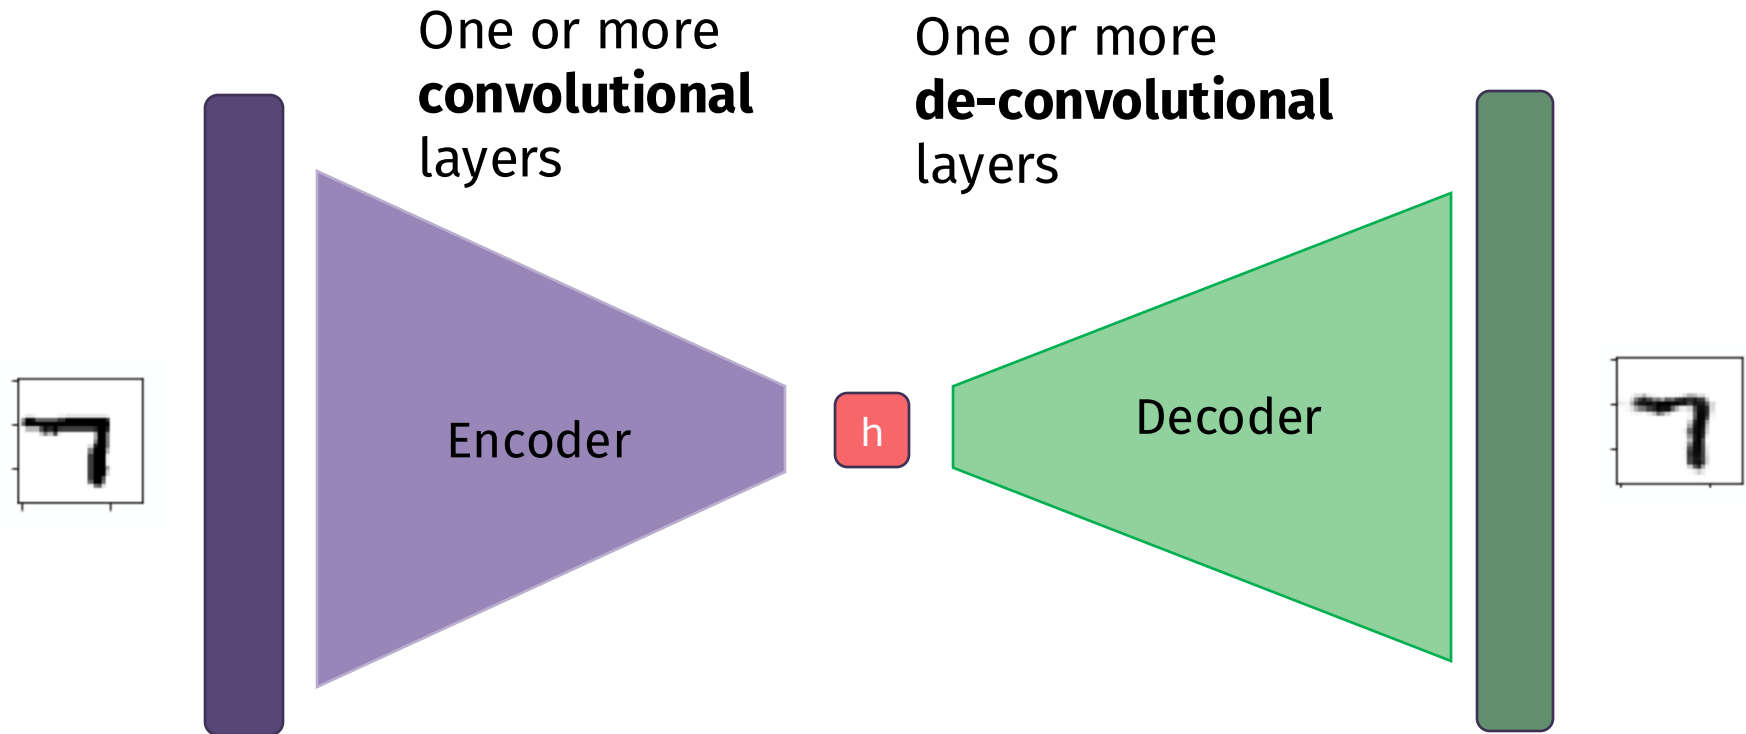 One or more
convolutional
layers
One or more
de-convolutional
layers
Encoder
h
Decoder